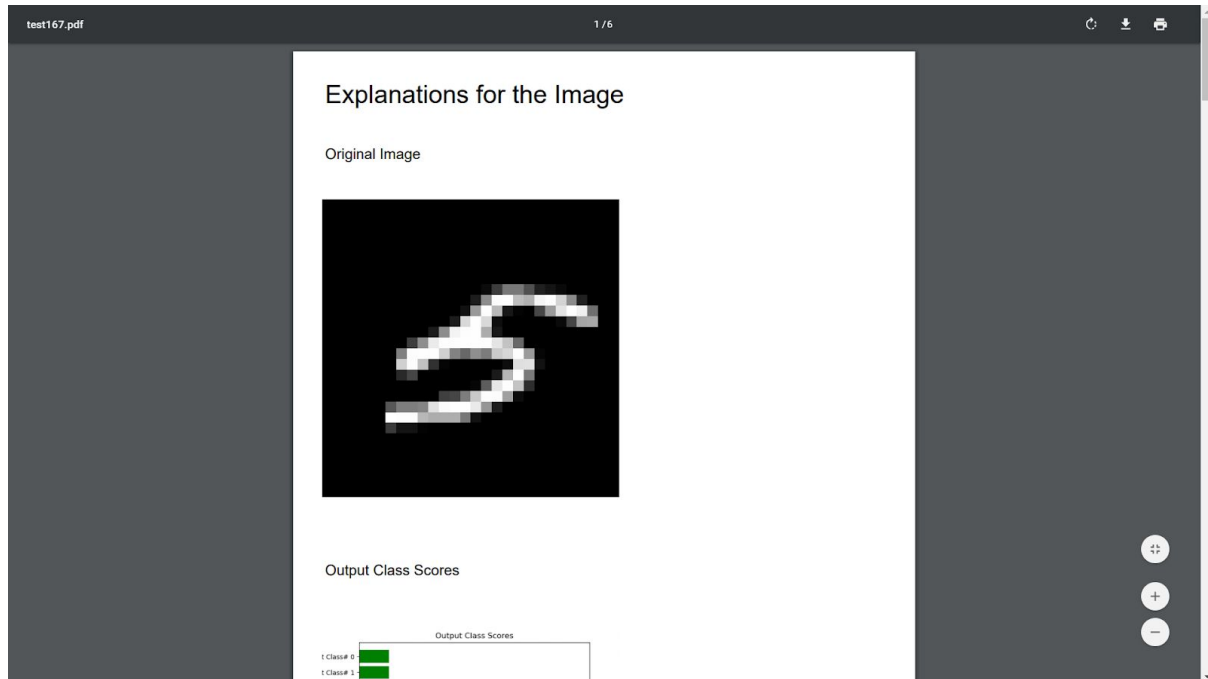 test167.pdf
1 / 6
Explanations for the Image
Original Image
5
Output Class Scores
Output Class Scores
t Class# 0
t Class# 1